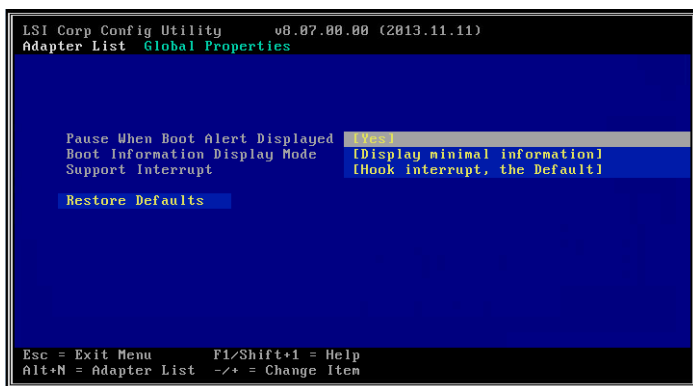 LSI Corp Config Utility v8.07.00.00 (2013.11.11)
Adapter List Global Properties
Pause When Boot Alert Displayed [Yes]
Boot Information Display Mode [Display minimal information]
Support Interrupt [Hook interrupt, the Default]
Restore Defaults
Esc = Exit Menu F1/Shift+1 = Help
Alt+N = Adapter List -/+ = Change Item